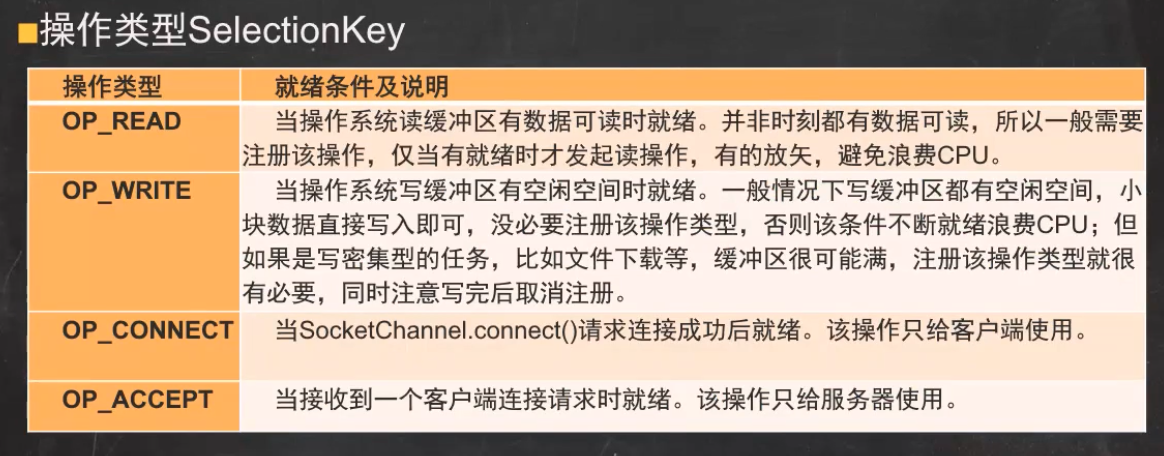 操作类型SelectionKey
操作类型 就绪条件及说明
OP_READ 当操作系统读缓冲区有数据可读时就绪。并非时刻都有数据可读，所以一般需要
注册该操作，仅当有就绪时才发起读操作，有的放矢，避免浪费CPU。
OP_WRITE 当操作系统写缓冲区有空闲空间时就绪。一般情况下写缓冲区都有空闲空间，小
块数据直接写入即可，没必要注册该操作类型，否则该条件不断就绪浪费CPU；但
如果是写密集型的任务，比如文件下载等，缓冲区很可能满，注册该操作类型就很
有必要，同时注意写完后取消注册。
OP_CONNECT 当SocketChannel.connect()请求连接成功后就绪。该操作只给客户端使用。
OP_ACCEPT 当接收到一个客户端连接请求时就绪。该操作只给服务器使用。